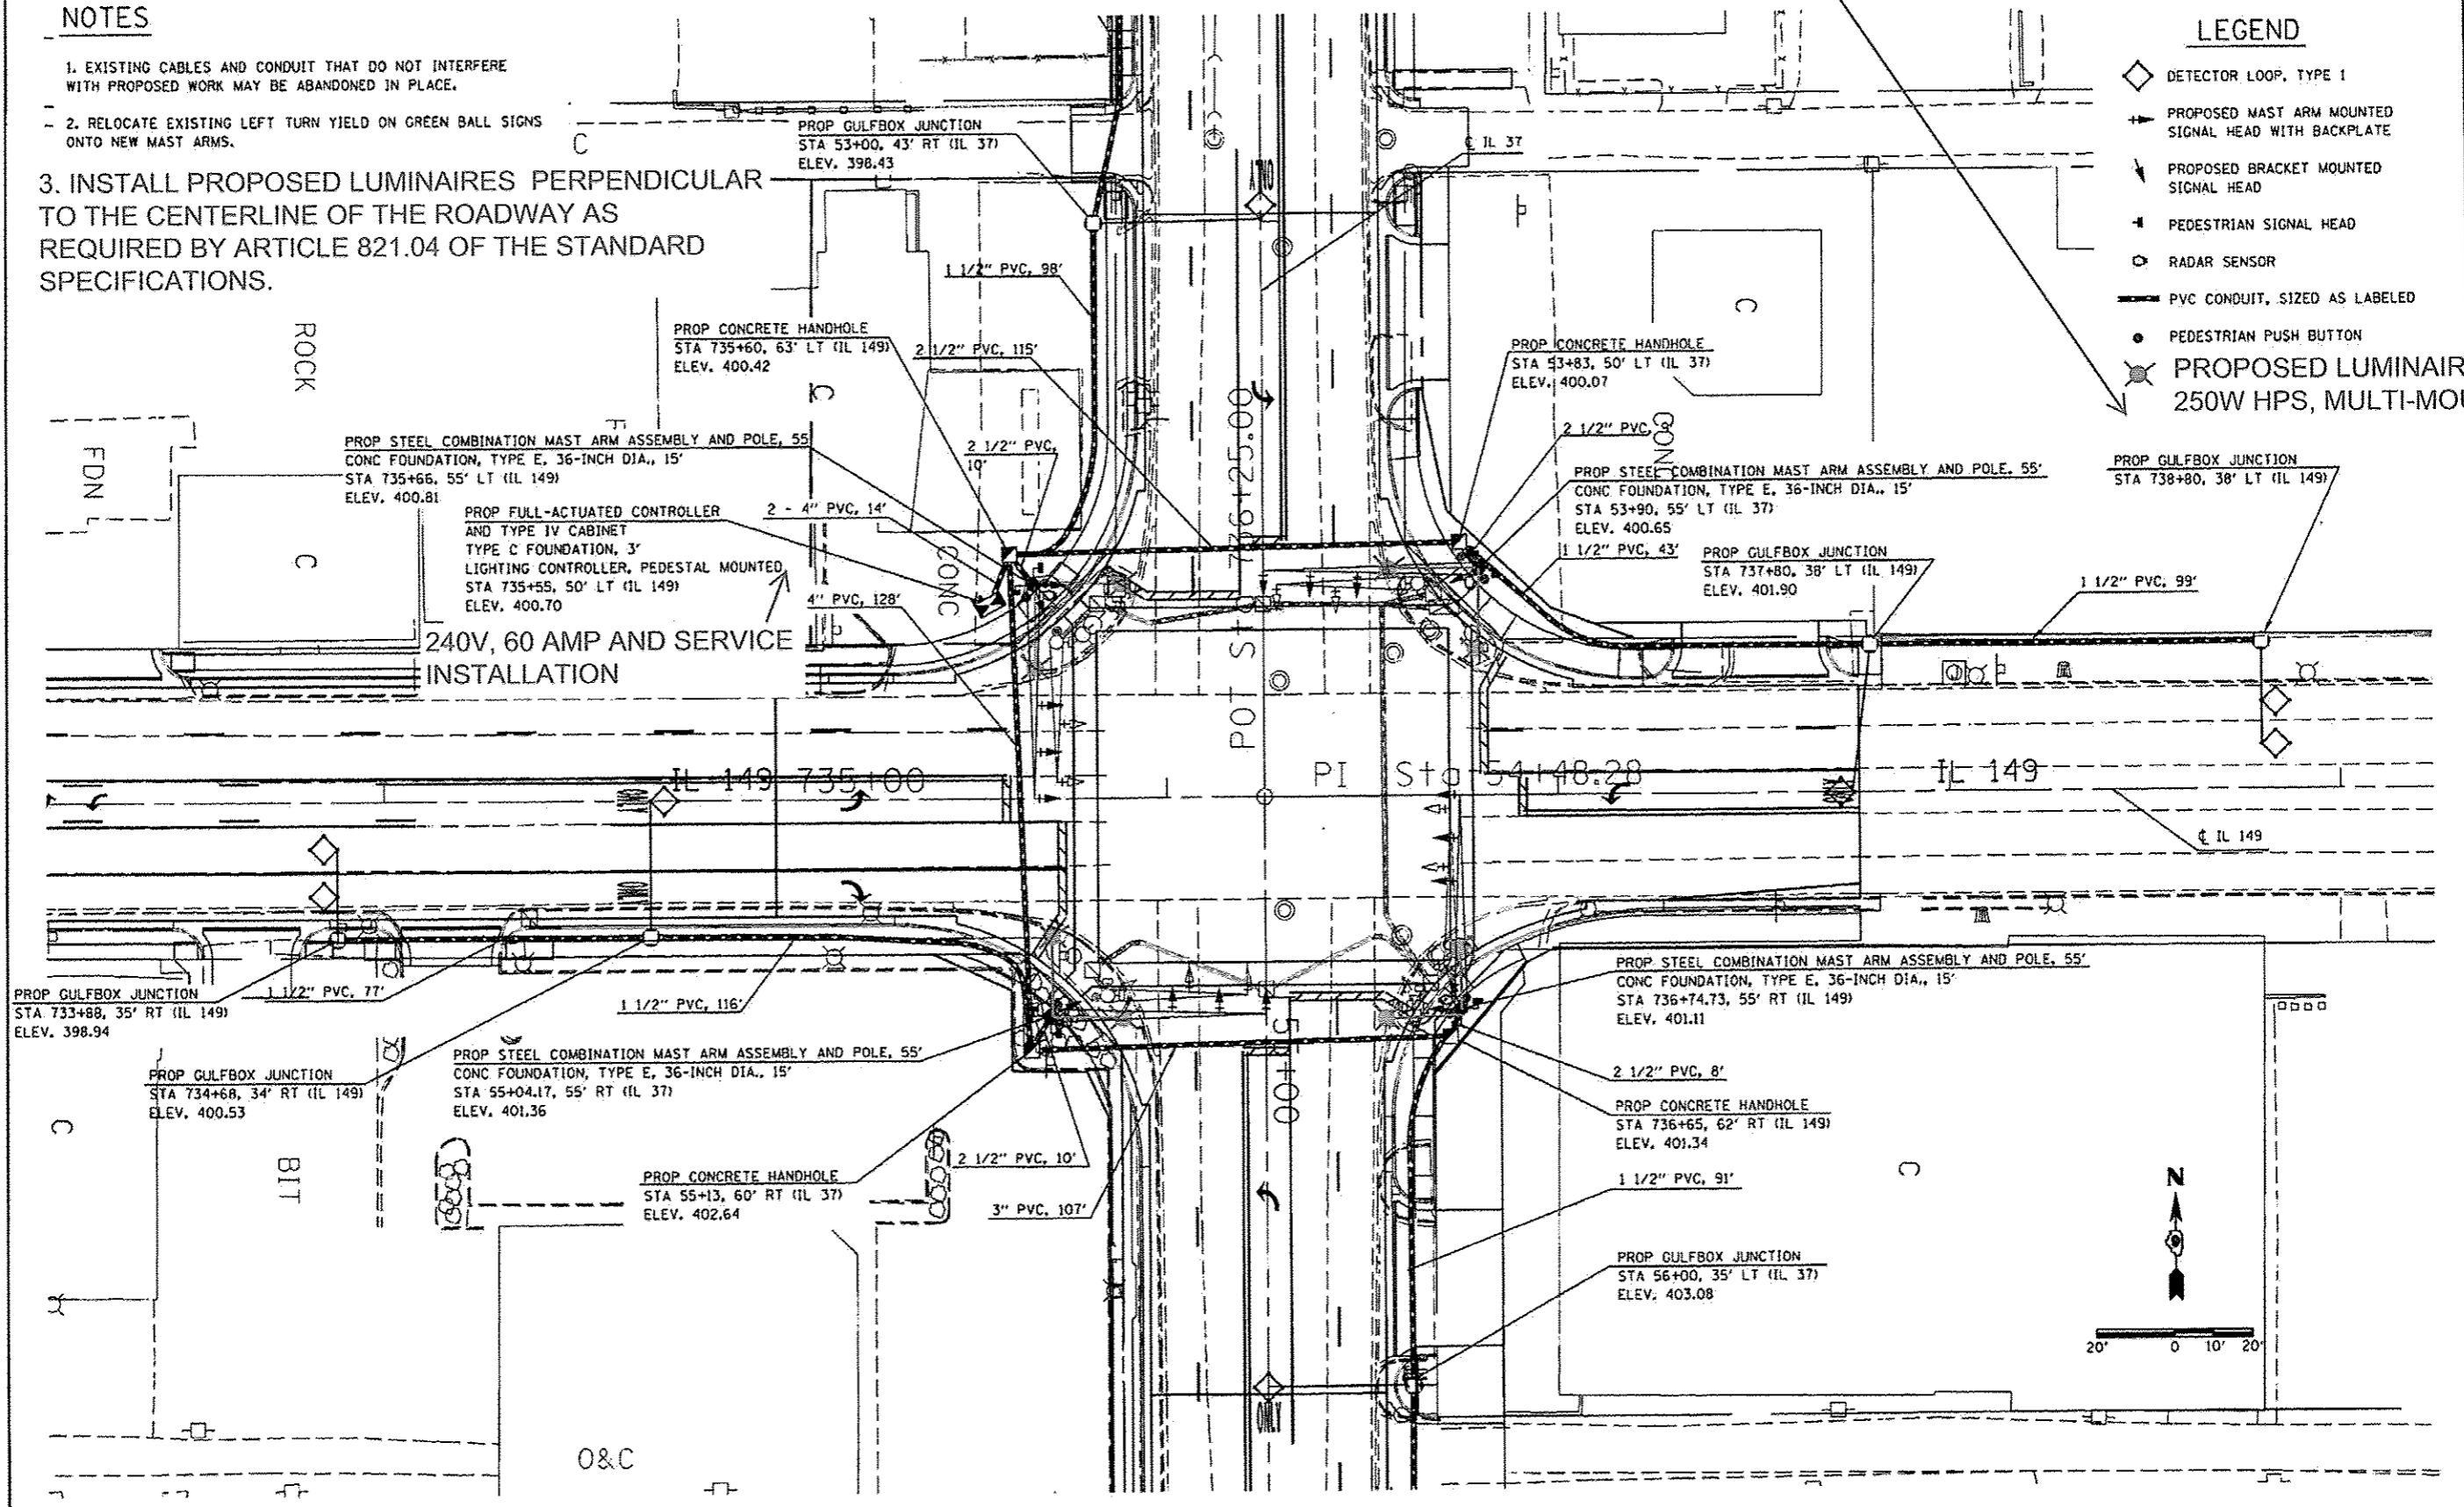 NOTES
1. EXISTING CABLES AND CONDUIT THAT DO NOT INTERFERE
WITH PROPOSED WORK MAY BE ABANDONED IN PLACE.
2. RELOCATE EXISTING LEFT TURN YIELD ON GREEN BALL SIGNS
ONTO NEW MAST ARMS.
3. INSTALL PROPOSED LUMINAIRES PERPENDICULAR
TO THE CENTERLINE OF THE ROADWAY AS
REQUIRED BY ARTICLE 821.04 OF THE STANDARD
SPECIFICATIONS.
LEGEND
DETECTOR LOOP, TYPE 1
PROPOSED MAST ARM MOUNTED
SIGNAL HEAD WITH BACKPLATE
PROPOSED BRACKET MOUNTED
SIGNAL HEAD
PEDESTRIAN SIGNAL HEAD
RADAR SENSOR
PVC CONDUIT, SIZED AS LABELED
PEDESTRIAN PUSH BUTTON
PROPOSED LUMINAIR
250W HPS, MULTI-MOU
C
PROP GULFBOX JUNCTION
STA 53+00, 43' RT (IL 37)
ELEV. 398.43
℄ IL 37
1 1/2" PVC, 98'
ROCK
PROP CONCRETE HANDHOLE
STA 735+60, 63' LT (IL 149)
ELEV. 400.42
2 1/2" PVC, 115'
C
PROP CONCRETE HANDHOLE
STA 53+83, 50' LT (IL 37)
ELEV. 400.07
C
FDN
C
PROP STEEL COMBINATION MAST ARM ASSEMBLY AND POLE, 55
CONC FOUNDATION, TYPE E, 36-INCH DIA., 15'
STA 735+66, 55' LT (IL 149)
ELEV. 400.81
2 1/2" PVC,
10'
2 1/2" PVC,
CONC
PROP STEEL COMBINATION MAST ARM ASSEMBLY AND POLE, 55'
CONC FOUNDATION, TYPE E, 36-INCH DIA., 15'
STA 53+90, 55' LT (IL 37)
ELEV. 400.65
PROP GULFBOX JUNCTION
STA 738+80, 38' LT (IL 149)
PROP FULL-ACTUATED CONTROLLER
AND TYPE IV CABINET
TYPE C FOUNDATION, 3'
LIGHTING CONTROLLER, PEDESTAL MOUNTED
STA 735+55, 50' LT (IL 149)
ELEV. 400.70
2 - 4" PVC, 14'
CONC
1 1/2" PVC, 43'
PROP GULFBOX JUNCTION
STA 737+80, 38' LT (IL 149)
ELEV. 401.90
1 1/2" PVC, 99'
4" PVC, 128'
240V, 60 AMP AND SERVICE
INSTALLATION
IL 149 735+00
PI Sta 54+48.28
IL 149
℄ IL 149
PROP GULFBOX JUNCTION
STA 733+88, 35' RT (IL 149)
ELEV. 398.94
1 1/2" PVC, 77'
1 1/2" PVC, 116'
PROP STEEL COMBINATION MAST ARM ASSEMBLY AND POLE, 55'
CONC FOUNDATION, TYPE E, 36-INCH DIA., 15'
STA 736+74.73, 55' RT (IL 149)
ELEV. 401.11
PROP GULFBOX JUNCTION
STA 734+68, 34' RT (IL 149)
ELEV. 400.53
PROP STEEL COMBINATION MAST ARM ASSEMBLY AND POLE, 55'
CONC FOUNDATION, TYPE E, 36-INCH DIA., 15'
STA 55+04.17, 55' RT (IL 37)
ELEV. 401.36
2 1/2" PVC, 8'
PROP CONCRETE HANDHOLE
STA 736+65, 62' RT (IL 149)
ELEV. 401.34
C
BIT
PROP CONCRETE HANDHOLE
STA 55+13, 60' RT (IL 37)
ELEV. 402.64
2 1/2" PVC, 10'
3" PVC, 107'
1 1/2" PVC, 91'
C
N
PROP GULFBOX JUNCTION
STA 56+00, 35' LT (IL 37)
ELEV. 403.08
20' 0 10' 20'
ONLY
O&C